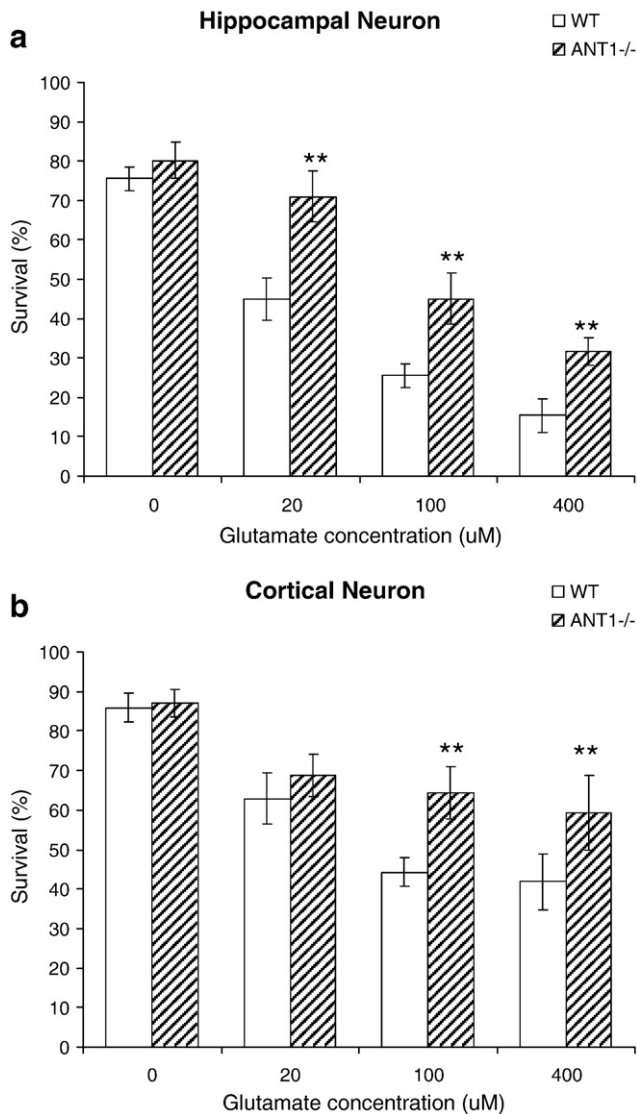 a
Hippocampal Neuron
WT
ANT1-/-
Survival (%)
100
90
80
70
60
50
40
30
20
10
0
**
**
**
0 20 100 400
Glutamate concentration (uM)
b
Cortical Neuron
WT
ANT1-/-
Survival (%)
100
90
80
70
60
50
40
30
20
10
0
**
**
0 20 100 400
Glutamate concentration (uM)